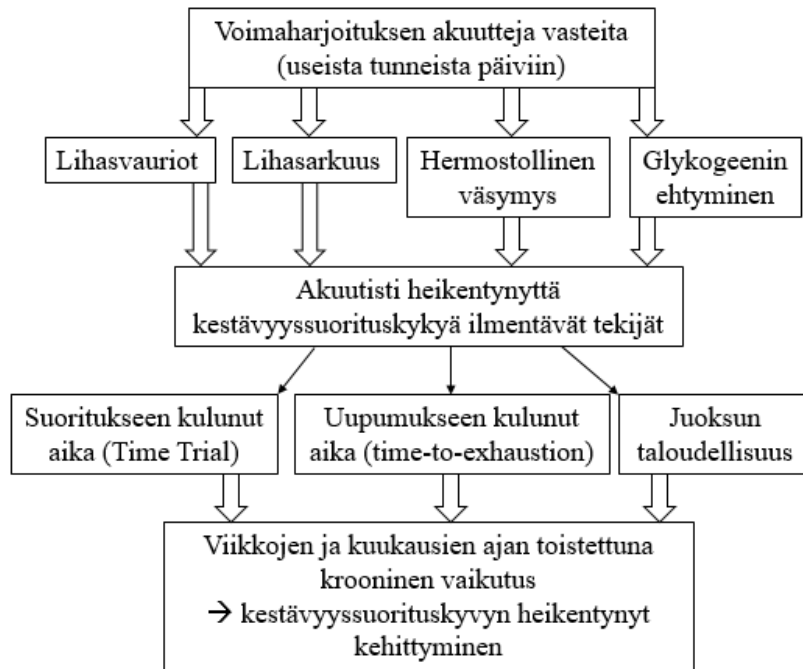 Voimaharjoituksen akuutteja vasteita
(useista tunneista päiviin)
Lihasvauriot
Lihasarkuus
Hermostollinen
väsymys
Glykogeenin
ehtyminen
Akuutisti heikentynyttä
kestävyyssuorituskykyä ilmentävät tekijät
Suoritukseen kulunut
aika (Time Trial)
Uupumukseen kulunut
aika (time-to-exhaustion)
Juoksun
taloudellisuus
Viikkojen ja kuukausien ajan toistettuna
krooninen vaikutus
→ kestävyyssuorituskyvyn heikentynyt
kehittyminen